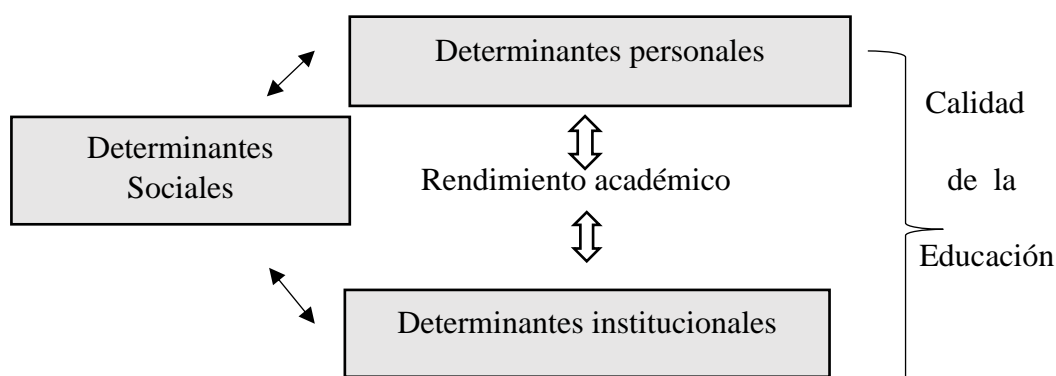 Determinantes personales
Determinantes
Sociales
Rendimiento académico
Determinantes institucionales
Calidad
de la
Educación